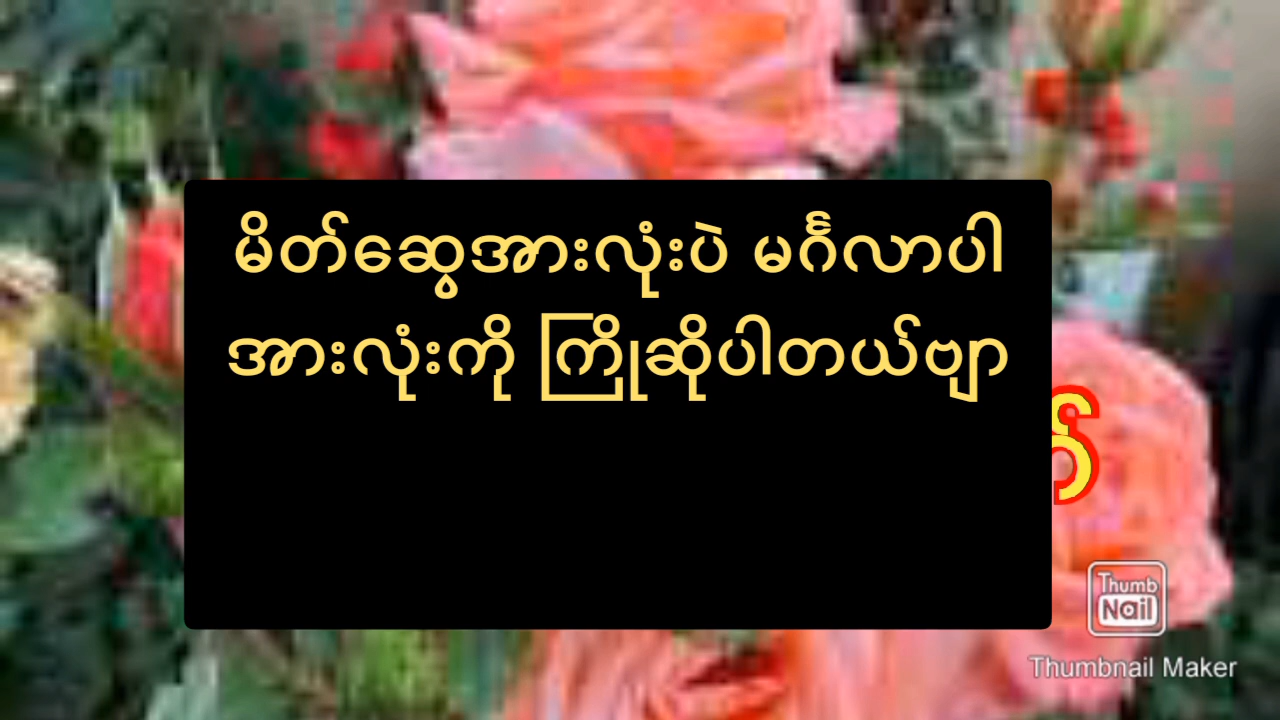 မိတ်ဆွေအားလုံးပဲ မင်္ဂလာပါ
အားလုံးကို ကြိုဆိုပါတယ်ဗျာ
Thumb
Nail
Thumbnail Maker